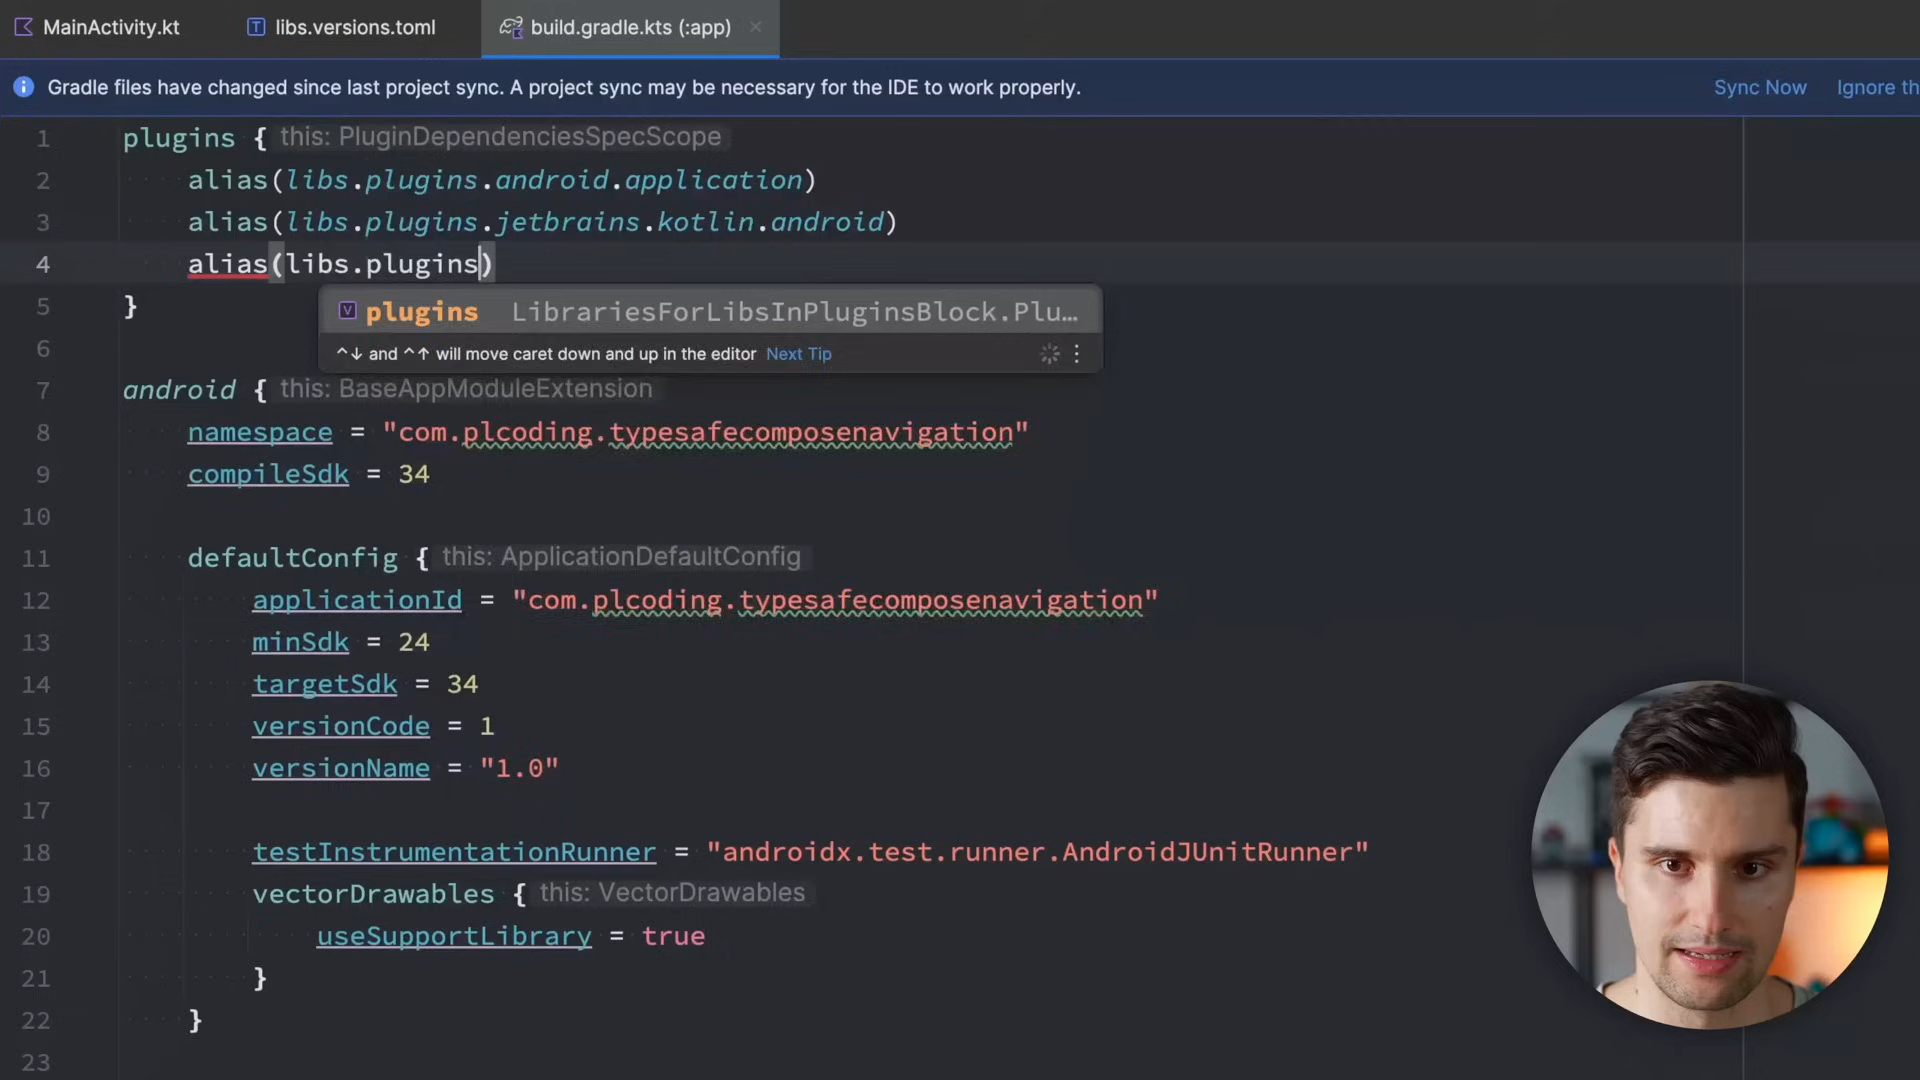 MainActivity.kt
libs.versions.toml
build.gradle.kts (:app)
Gradle files have changed since last project sync. A project sync may be necessary for the IDE to work properly.
Sync Now
Ignore th
1 plugins { this: PluginDependenciesSpecScope
2 alias(libs.plugins.android.application)
3 alias(libs.plugins.jetbrains.kotlin.android)
4 alias(libs.plugins)
plugins LibrariesForLibsInPluginsBlock.Plu…
^↓ and ^↑ will move caret down and up in the editor Next Tip
5 }
6
7 android { this: BaseAppModuleExtension
8 namespace = "com.plcoding.typesafecomposenavigation"
9 compileSdk = 34
10
11 defaultConfig { this: ApplicationDefaultConfig
12 applicationId = "com.plcoding.typesafecomposenavigation"
13 minSdk = 24
14 targetSdk = 34
15 versionCode = 1
16 versionName = "1.0"
17
18 testInstrumentationRunner = "androidx.test.runner.AndroidJUnitRunner"
19 vectorDrawables { this: VectorDrawables
20 useSupportLibrary = true
21 }
22 }
23